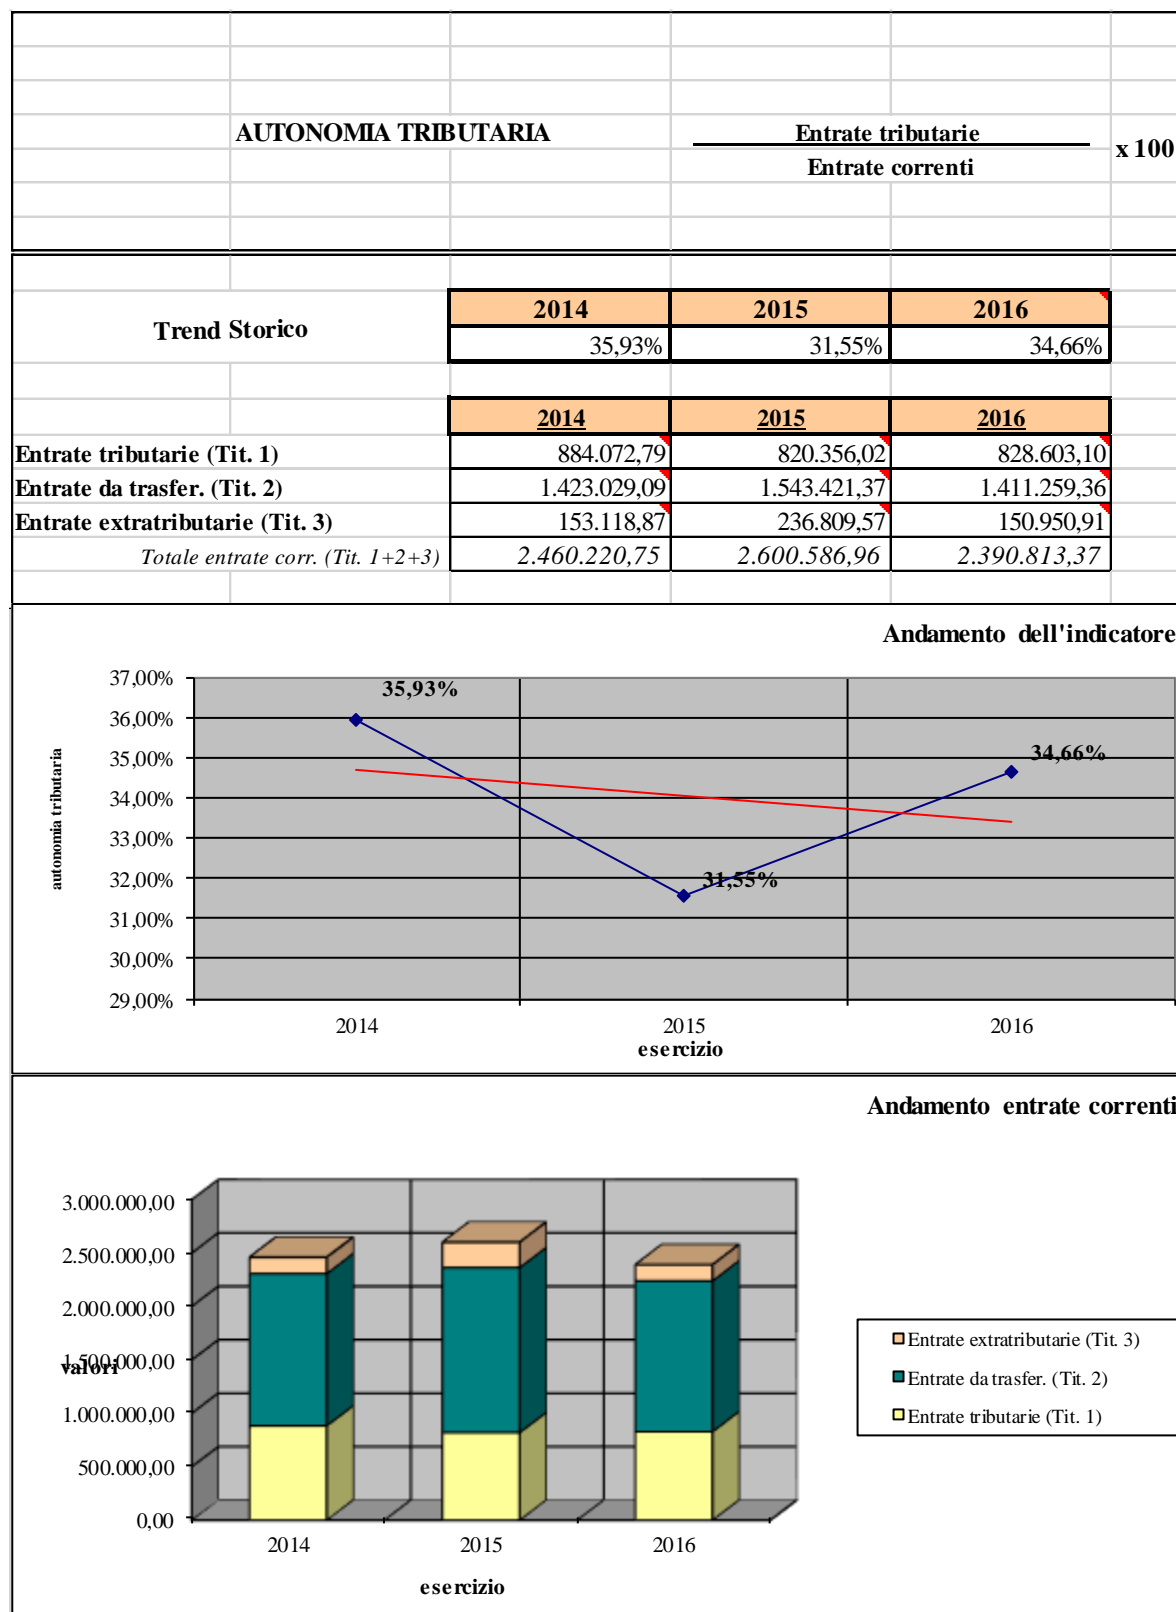 AUTONOMIA TRIBUTARIA
Entrate tributarie
Entrate correnti
x 100
Trend Storico
2014 2015 2016
35,93% 31,55% 34,66%
2014 2015 2016
Entrate tributarie (Tit. 1) 884.072,79 820.356,02 828.603,10
Entrate da trasfer. (Tit. 2) 1.423.029,09 1.543.421,37 1.411.259,36
Entrate extratributarie (Tit. 3) 153.118,87 236.809,57 150.950,91
Totale entrate corr. (Tit. 1+2+3) 2.460.220,75 2.600.586,96 2.390.813,37
Andamento dell'indicatore
37,00%
36,00%
35,00%
34,00%
33,00%
32,00%
31,00%
30,00%
29,00%
autonomia tributaria
35,93%
31,55%
34,66%
2014 2015 2016
esercizio
Andamento entrate correnti
3.000.000,00
2.500.000,00
2.000.000,00
1.500.000,00
1.000.000,00
500.000,00
0,00
valori
2014 2015 2016
esercizio
Entrate extratributarie (Tit. 3)
Entrate da trasfer. (Tit. 2)
Entrate tributarie (Tit. 1)